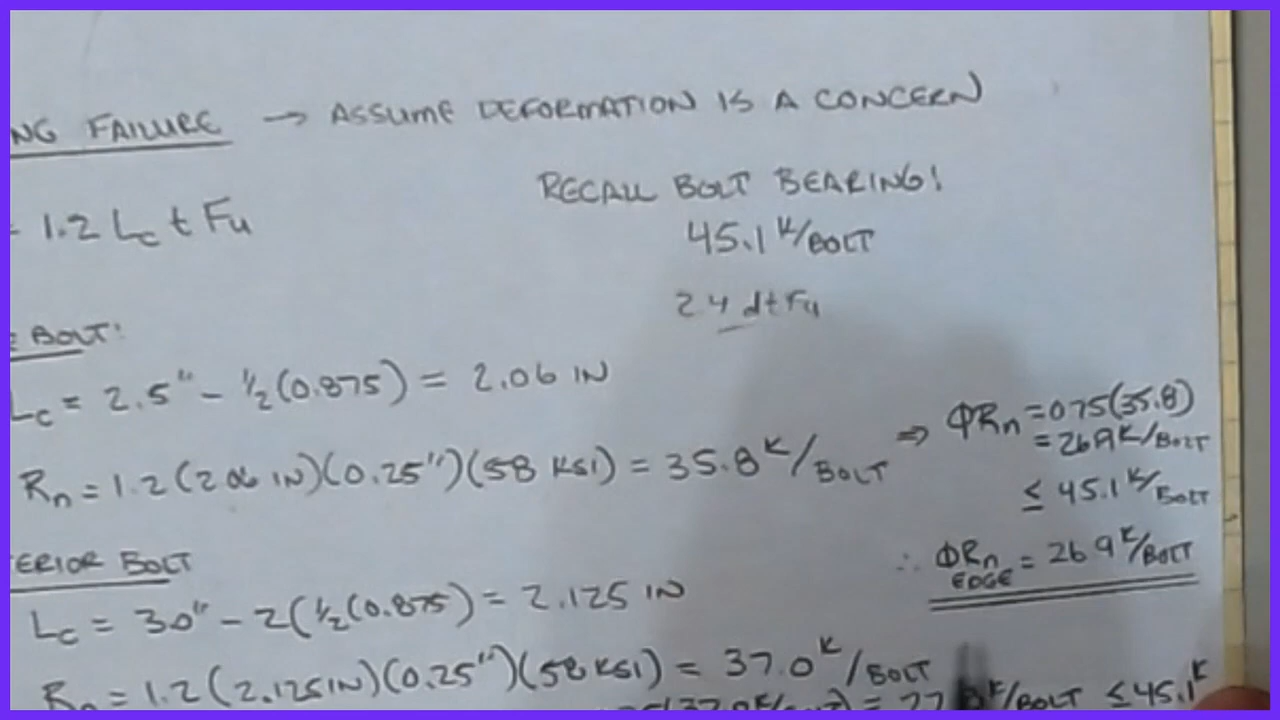 NG FAILURE → ASSUME DEFORMATION IS A CONCERN
= 1.2 Lc t Fu
RECALL BOLT BEARING!
45.1 K/BOLT
2.4 dtFu
E BOLT:
Lc = 2.5" - 1/2(0.875) = 2.06 IN
Rn = 1.2 (2.06 IN)(0.25")(58 KSI) = 35.8 K/BOLT
⇒ ΦRn = 0.75(35.8)
= 26.9 K/BOLT
≤ 45.1 K/BOLT
∴ ΦRn EDGE = 26.9 K/BOLT
ERIOR BOLT
Lc = 3.0" - 2(1/2(0.875) = 2.125 IN
Rn = 1.2 (2.125 IN)(0.25")(58 KSI) = 37.0 K/BOLT
K/BOLT ≤ 45.1 K